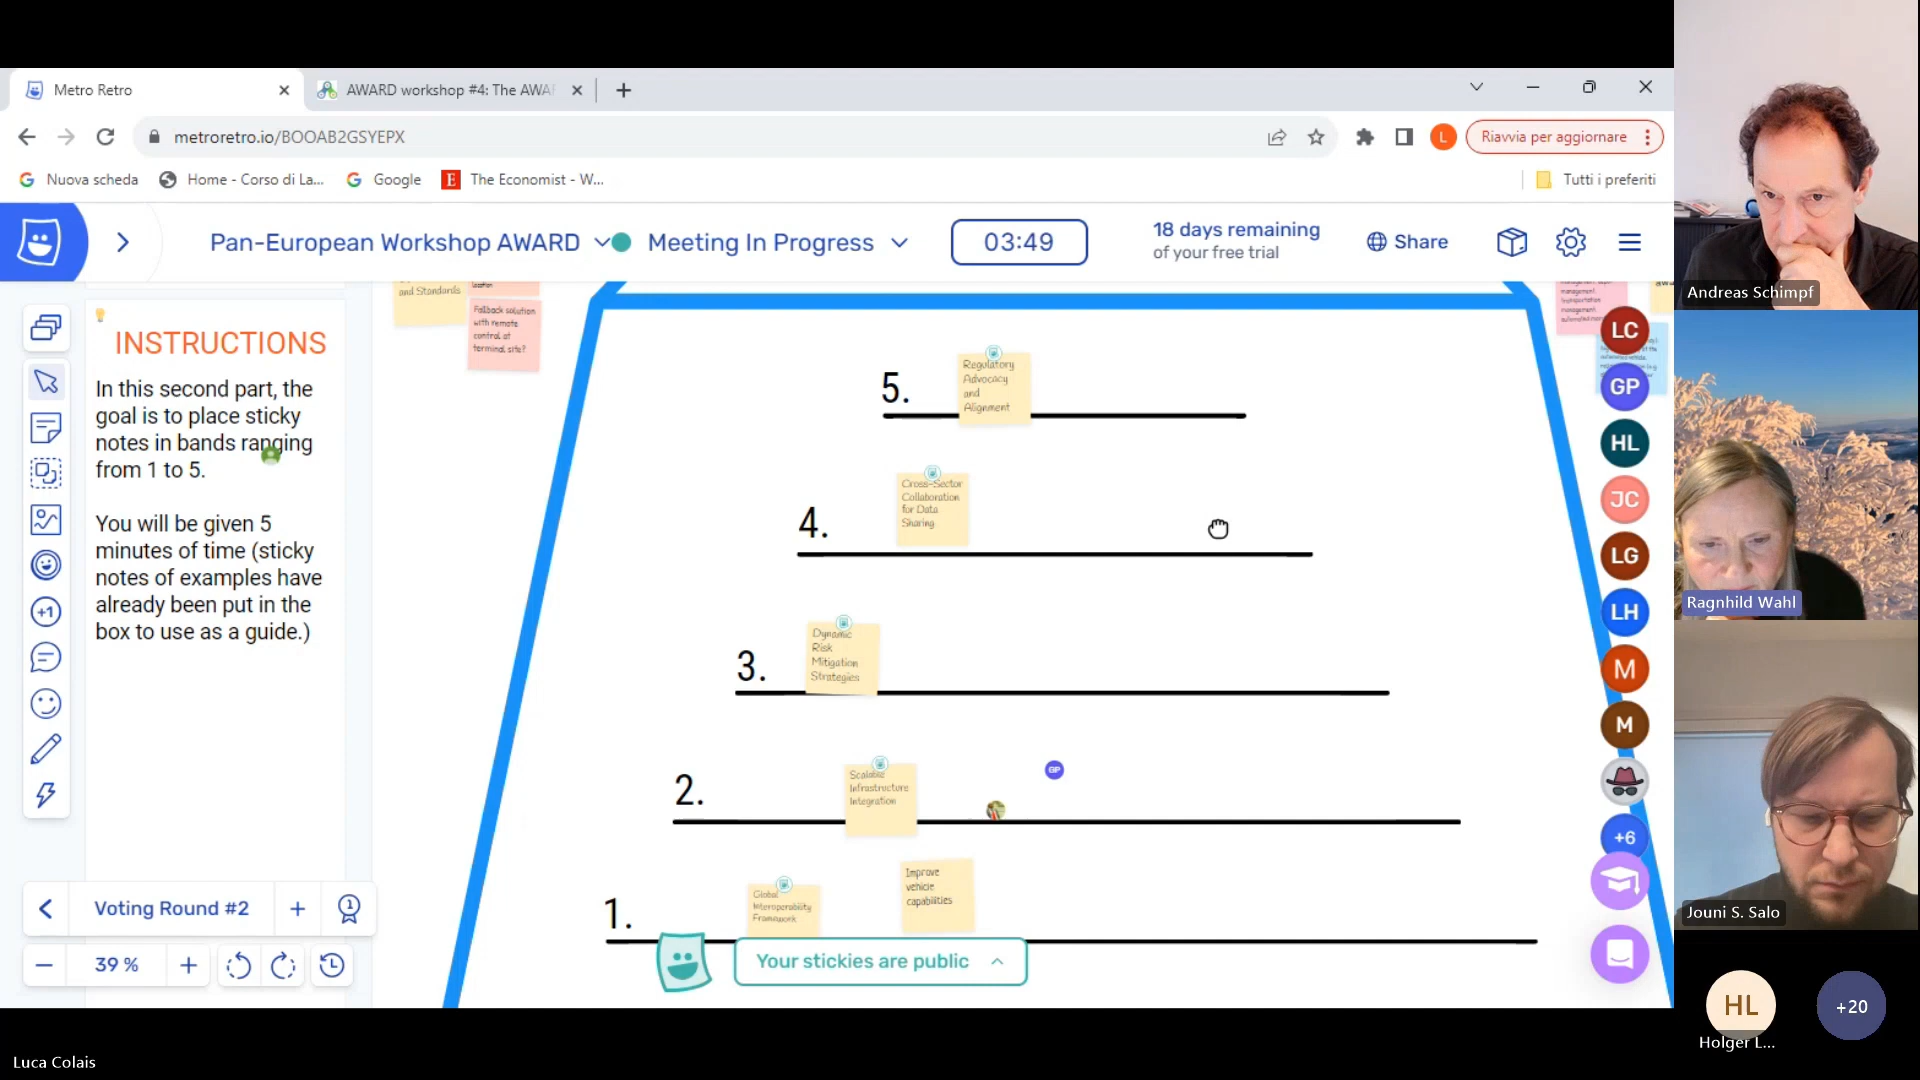 Metro Retro
AWARD workshop #4: The AWA
metroretro.io/BOOAB2GSYEPX
L
Riavvia per aggiornare
Nuova scheda
Home - Corso di La...
Google
E
The Economist - W...
Tutti i preferiti
Pan-European Workshop AWARD
Meeting In Progress
03:49
18 days remaining
of your free trial
Share
INSTRUCTIONS
In this second part, the
goal is to place sticky
notes in bands ranging
from 1 to 5.
You will be given 5
minutes of time (sticky
notes of examples have
already been put in the
box to use as a guide.)
+1
Voting Round #2
1
39 %
and Standards
location
Fallback solution
with remote
control at
terminal site?
5.
Regulatory
Advocacy
and
Alignment
4.
Cross-Sector
Collaboration
for Data
Sharing
3.
Dynamic
Risk
Mitigation
Strategies
2.
Scalable
Infrastructure
Integration
GP
1.
Global
Interoperability
Framework
Improve
vehicle
capabilities
Your stickies are public
management,
transportation
management,
LC
GP
HL
JC
LG
LH
M
M
+6
Andreas Schimpf
Ragnhild Wahl
Jouni S. Salo
HL
Holger L...
+20
Luca Colais